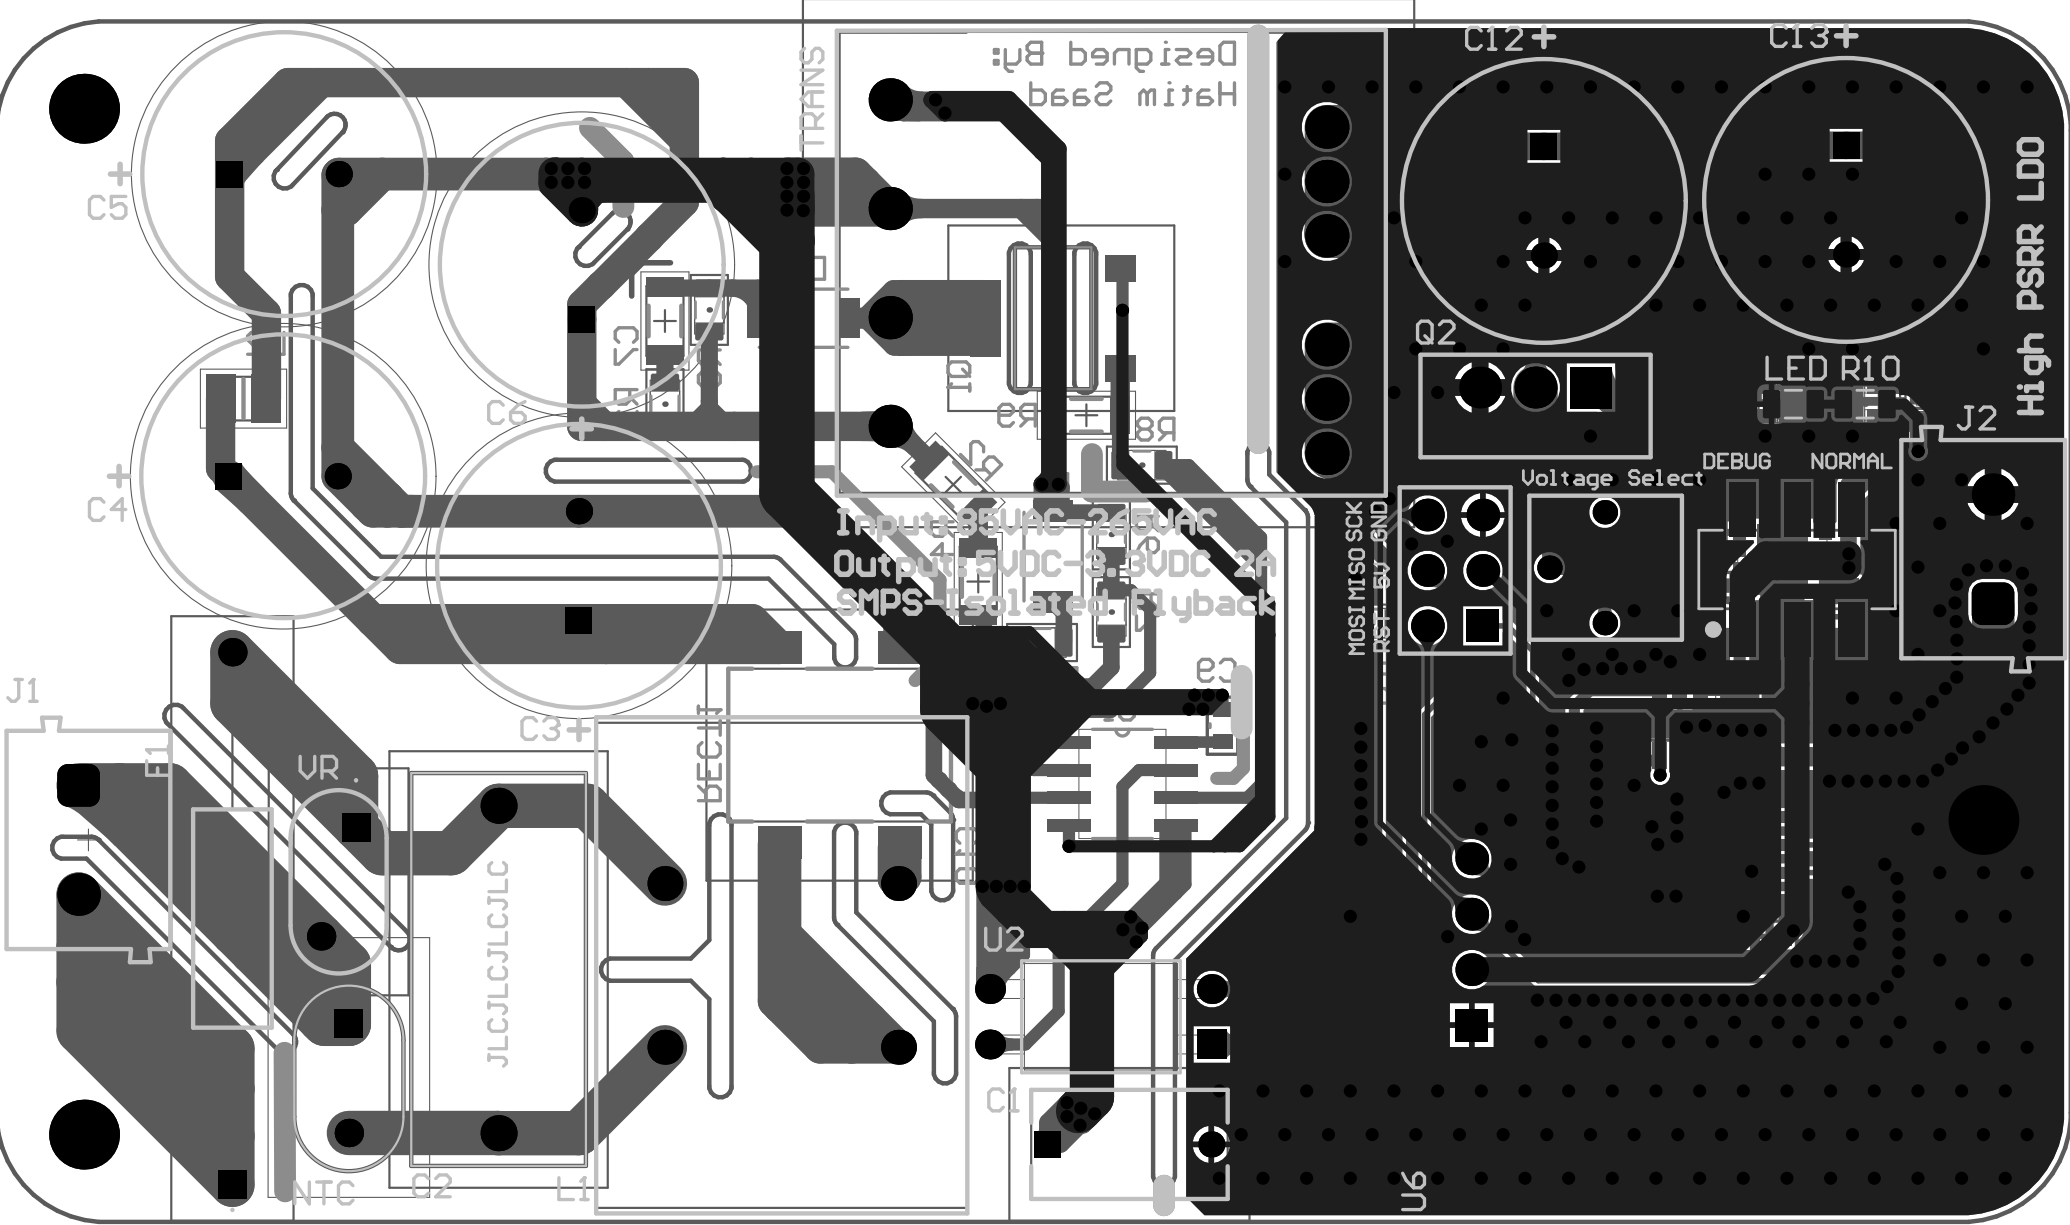 C12
C13
TRANS
Designed By:
Hatim Saad
High PSRR LDO
C5
C7
Q2
LED
R10
Q1
C6
R9
R8
J2
DEBUG
NORMAL
Voltage Select
C4
Input:85VAC-265VAC
Output:5VDC-3.3VDC 2A
SMPS-Isolated Flyback
MOSI MISO SCK
RST 5V GND
C9
J1
C3
F1
VR
U2
JLCJLCJLCJLC
C1
NTC
C2
L1
U6